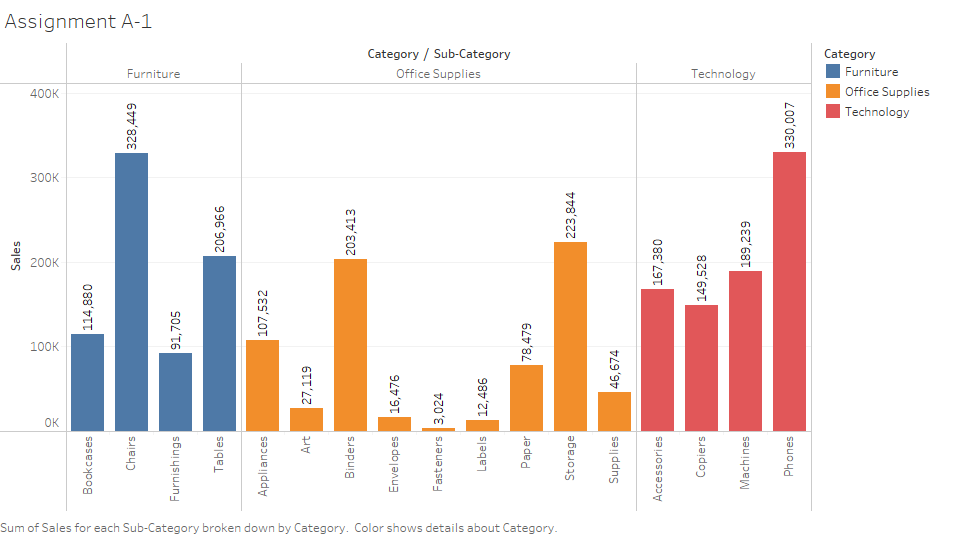 Assignment A-1
Category / Sub-Category
Furniture
Office Supplies
Technology
Category
Furniture
Office Supplies
Technology
Sales
400K
300K
200K
100K
0K
114,880
328,449
91,705
206,966
107,532
27,119
203,413
16,476
3,024
12,486
78,479
223,844
46,674
167,380
149,528
189,239
330,007
Bookcases
Chairs
Furnishings
Tables
Appliances
Art
Binders
Envelopes
Fasteners
Labels
Paper
Storage
Supplies
Accessories
Copiers
Machines
Phones
Sum of Sales for each Sub-Category broken down by Category.  Color shows details about Category.